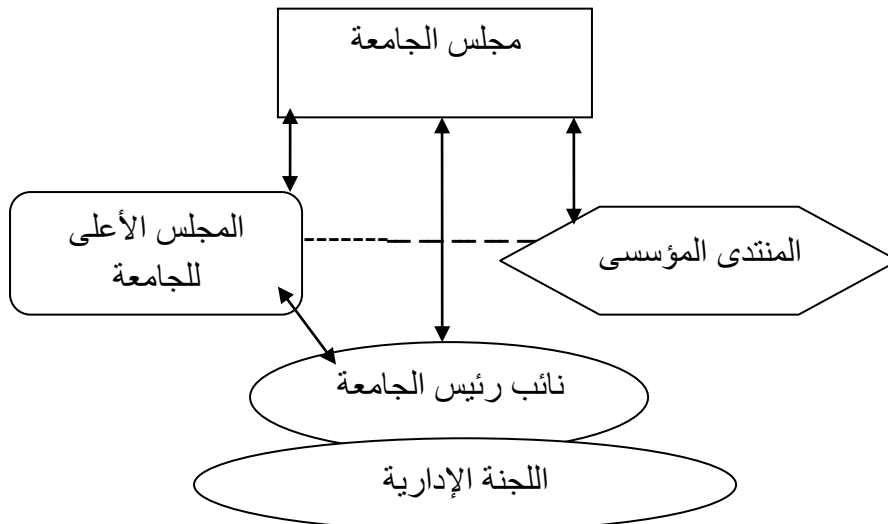 مجلس الجامعة
المجلس الأعلى
للجامعة
المنتدى المؤسسى
نائب رئيس الجامعة
اللجنة الإدارية